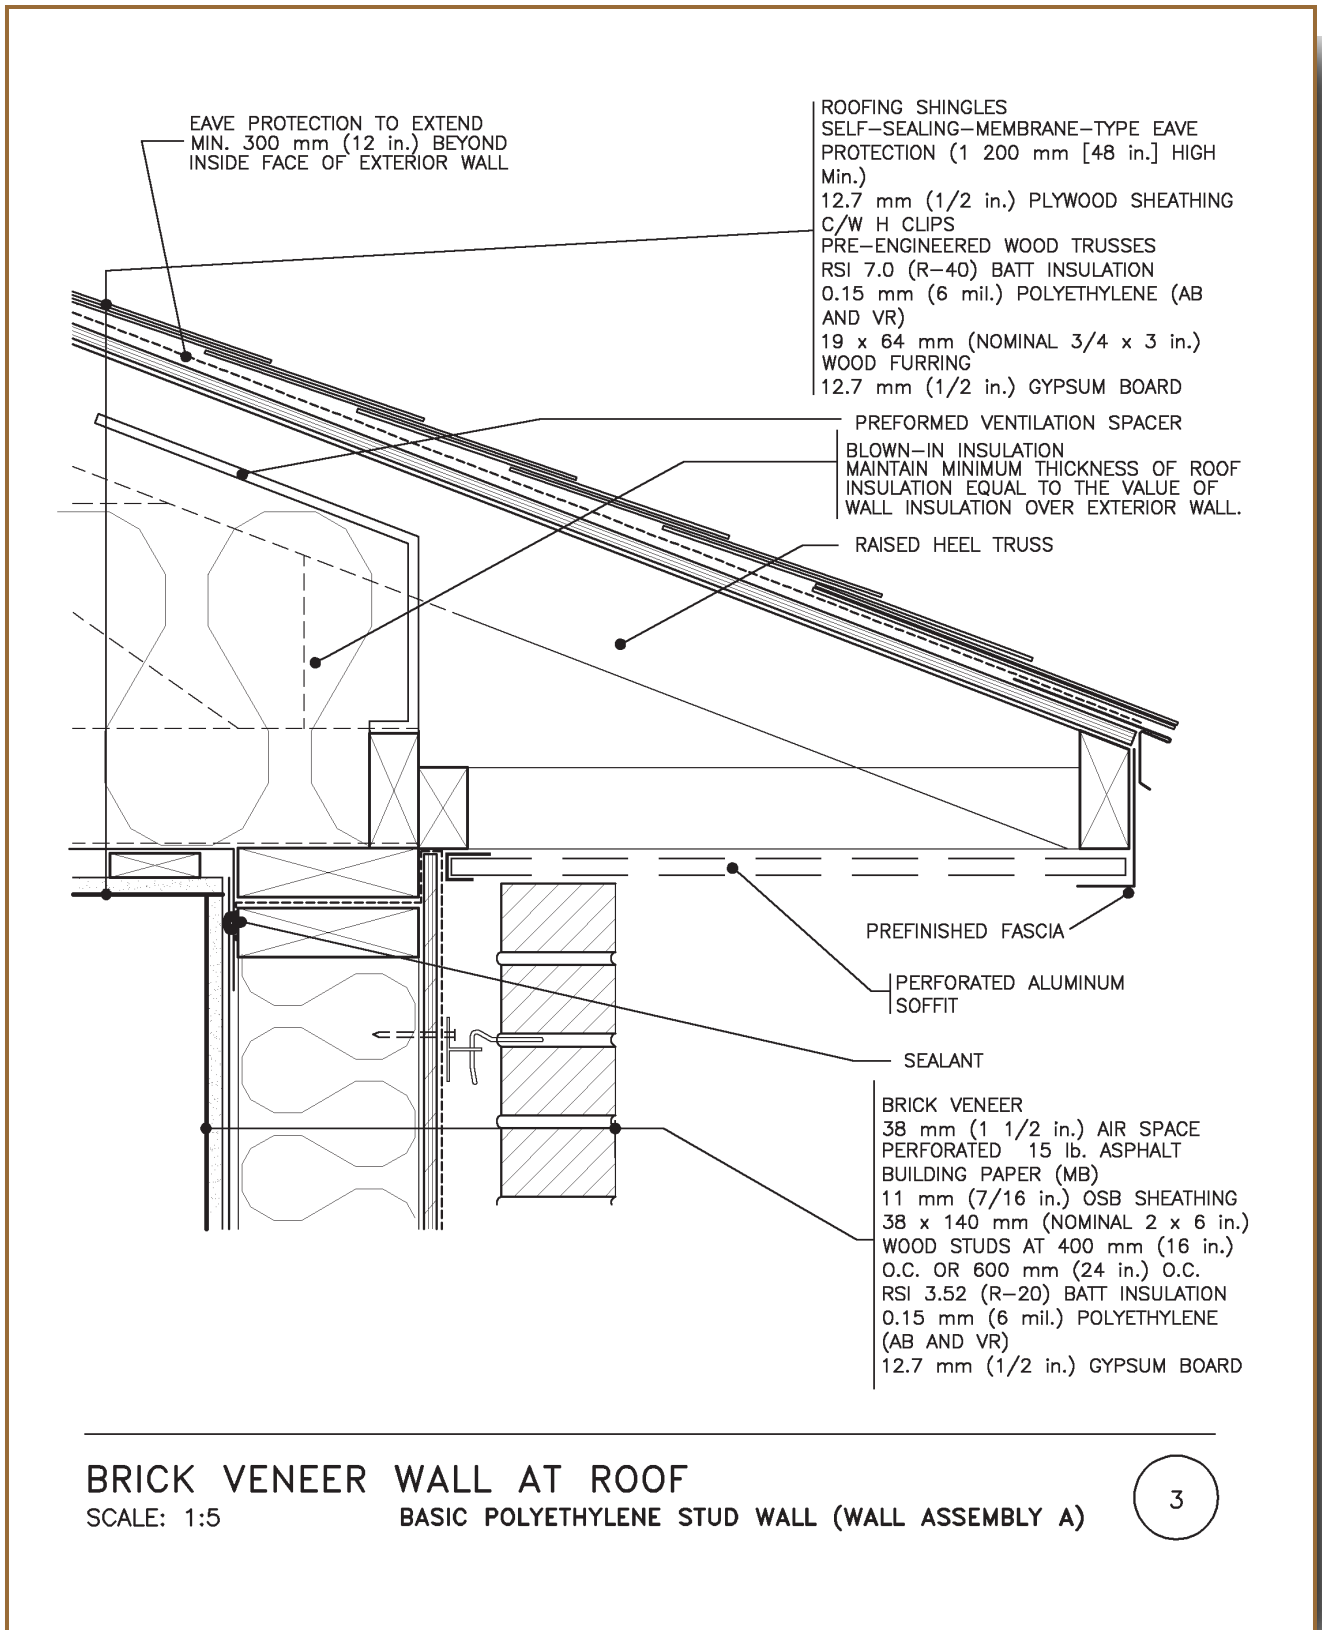 EAVE PROTECTION TO EXTEND
MIN. 300 mm (12 in.) BEYOND
INSIDE FACE OF EXTERIOR WALL
ROOFING SHINGLES
SELF-SEALING-MEMBRANE-TYPE EAVE
PROTECTION (1 200 mm [48 in.] HIGH
Min.)
12.7 mm (1/2 in.) PLYWOOD SHEATHING
C/W H CLIPS
PRE-ENGINEERED WOOD TRUSSES
RSI 7.0 (R-40) BATT INSULATION
0.15 mm (6 mil.) POLYETHYLENE (AB
AND VR)
19 x 64 mm (NOMINAL 3/4 x 3 in.)
WOOD FURRING
12.7 mm (1/2 in.) GYPSUM BOARD
PREFORMED VENTILATION SPACER
BLOWN-IN INSULATION
MAINTAIN MINIMUM THICKNESS OF ROOF
INSULATION EQUAL TO THE VALUE OF
WALL INSULATION OVER EXTERIOR WALL.
RAISED HEEL TRUSS
PREFINISHED FASCIA
PERFORATED ALUMINUM
SOFFIT
SEALANT
BRICK VENEER
38 mm (1 1/2 in.) AIR SPACE
PERFORATED 15 lb. ASPHALT
BUILDING PAPER (MB)
11 mm (7/16 in.) OSB SHEATHING
38 x 140 mm (NOMINAL 2 x 6 in.)
WOOD STUDS AT 400 mm (16 in.)
O.C. OR 600 mm (24 in.) O.C.
RSI 3.52 (R-20) BATT INSULATION
0.15 mm (6 mil.) POLYETHYLENE
(AB AND VR)
12.7 mm (1/2 in.) GYPSUM BOARD
BRICK VENEER WALL AT ROOF
SCALE: 1:5
BASIC POLYETHYLENE STUD WALL (WALL ASSEMBLY A)
3